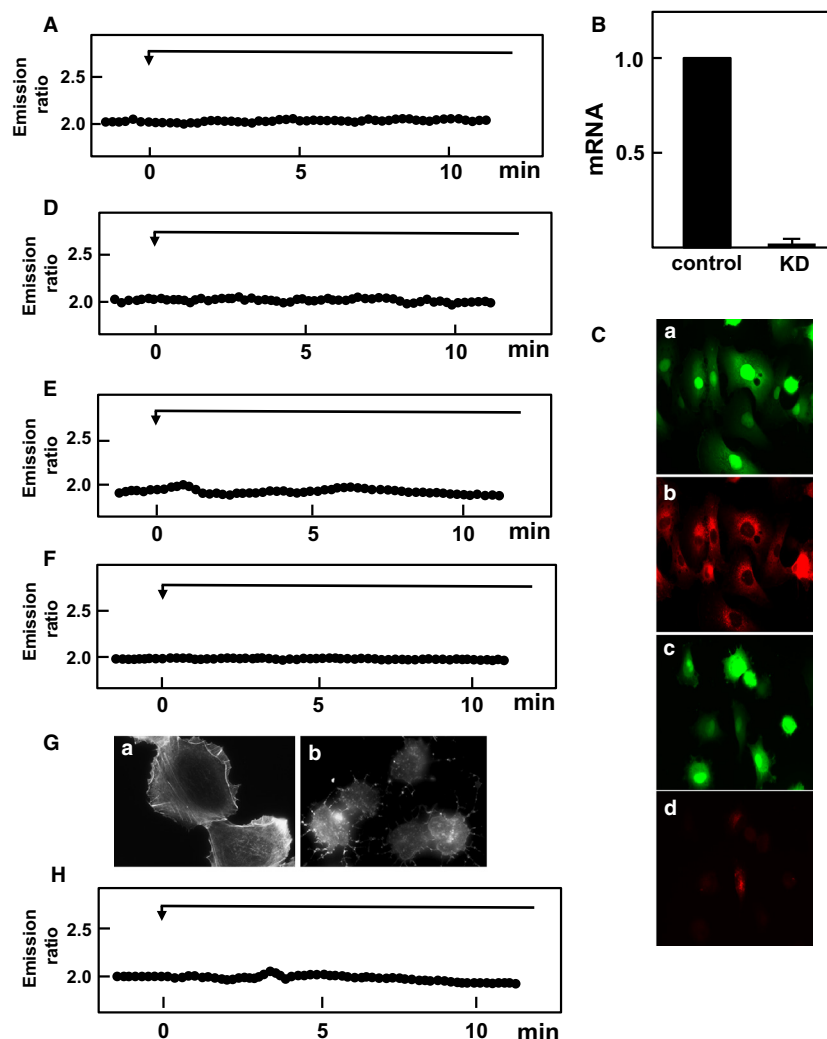 A
Emission
ratio
2.5
2.0
0
5
10
min
B
mRNA
1.0
0.5
control
KD
D
Emission
ratio
2.5
2.0
0
5
10
min
C
a
b
c
d
E
Emission
ratio
2.5
2.0
0
5
10
min
F
Emission
ratio
2.5
2.0
0
5
10
min
G
a
b
H
Emission
ratio
2.5
2.0
0
5
10
min